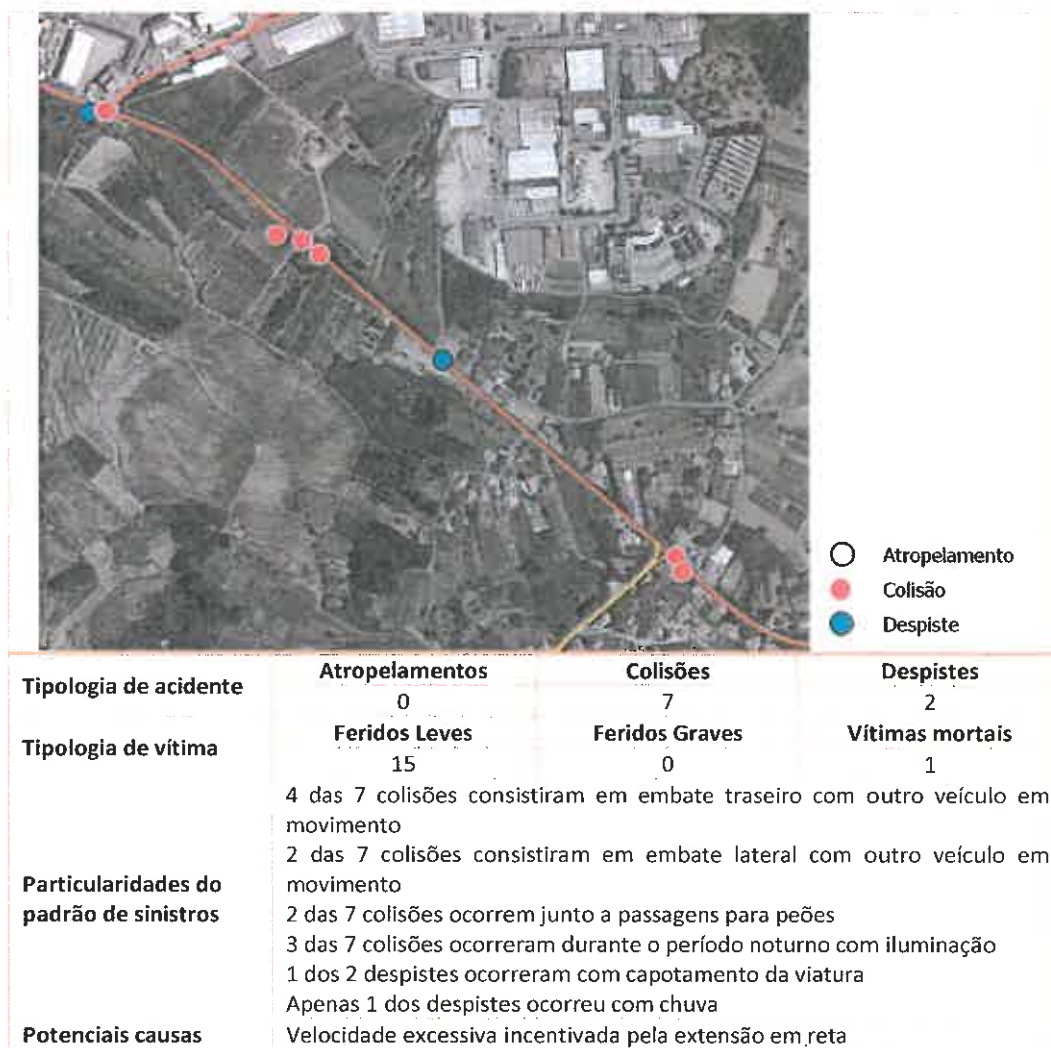 Atropelamento
Colisão
Despiste
Tipologia de acidente
Atropelamentos Colisões Despistes
0 7 2
Tipologia de vítima
Feridos Leves Feridos Graves Vítimas mortais
15 0 1
Particularidades do
padrão de sinistros
4 das 7 colisões consistiram em embate traseiro com outro veículo em
movimento
2 das 7 colisões consistiram em embate lateral com outro veículo em
movimento
2 das 7 colisões ocorrem junto a passagens para peões
3 das 7 colisões ocorreram durante o período noturno com iluminação
1 dos 2 despistes ocorreram com capotamento da viatura
Apenas 1 dos despistes ocorreu com chuva
Potenciais causas Velocidade excessiva incentivada pela extensão em reta